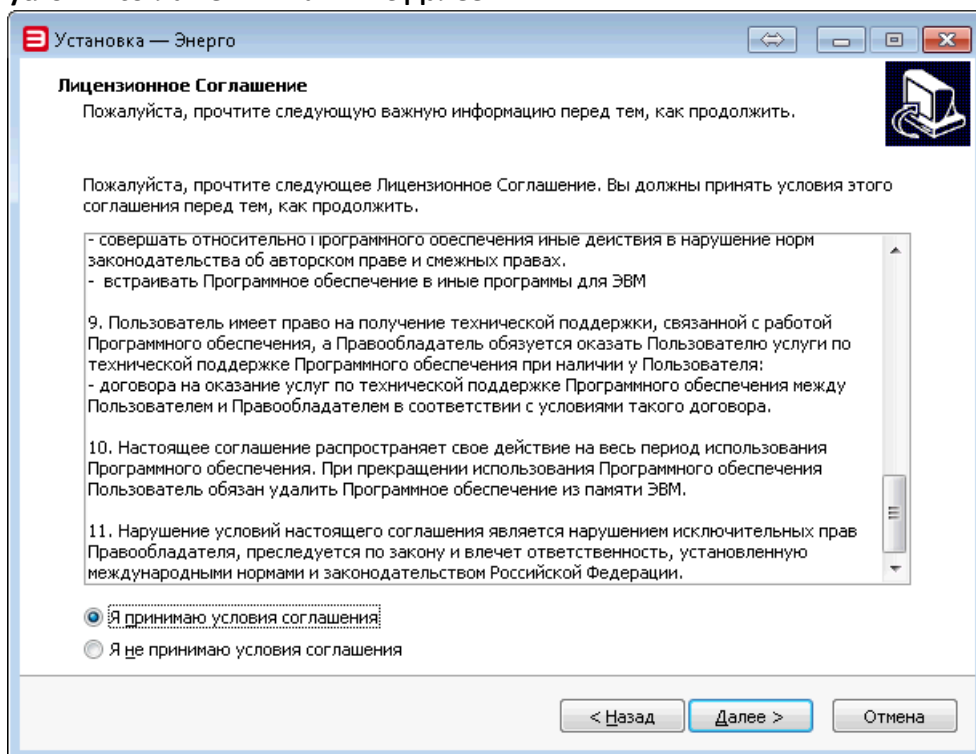 Установка — Энерго
Лицензионное Соглашение
Пожалуйста, прочтите следующую важную информацию перед тем, как продолжить.
Пожалуйста, прочтите следующее Лицензионное Соглашение. Вы должны принять условия этого
соглашения перед тем, как продолжить.
- совершать относительно Программного обеспечения иные действия в нарушение норм
законодательства об авторском праве и смежных правах.
- встраивать Программное обеспечение в иные программы для ЭВМ
9. Пользователь имеет право на получение технической поддержки, связанной с работой
Программного обеспечения, а Правообладатель обязуется оказать Пользователю услуги по
технической поддержке Программного обеспечения при наличии у Пользователя:
- договора на оказание услуг по технической поддержке Программного обеспечения между
Пользователем и Правообладателем в соответствии с условиями такого договора.
10. Настоящее соглашение распространяет свое действие на весь период использования
Программного обеспечения. При прекращении использования Программного обеспечения
Пользователь обязан удалить Программное обеспечение из памяти ЭВМ.
11. Нарушение условий настоящего соглашения является нарушением исключительных прав
Правообладателя, преследуется по закону и влечет ответственность, установленную
международными нормами и законодательством Российской Федерации.
Я принимаю условия соглашения
Я не принимаю условия соглашения
< Назад
Далее >
Отмена